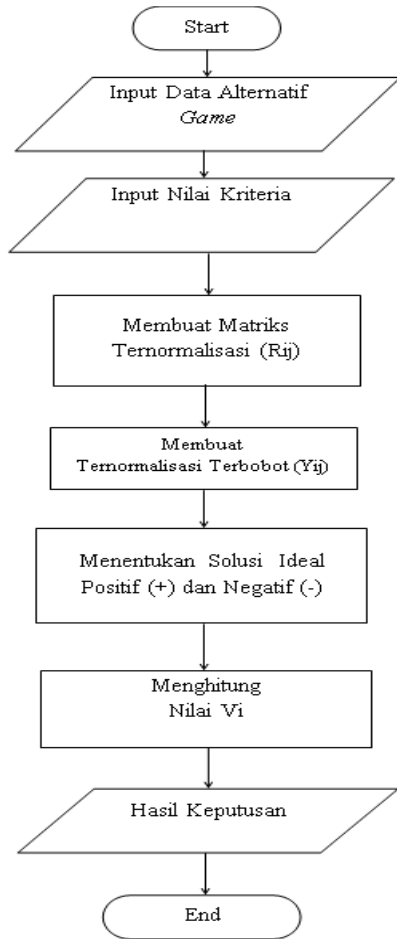 Start
Input Data Alternatif
Game
Input Nilai Kriteria
Membuat Matriks
Ternormalisasi (Rij)
Membuat
Ternormalisasi Terbobot (Yij)
Menentukan Solusi Ideal
Positif (+) dan Negatif (-)
Menghitung
Nilai Vi
Hasil Keputusan
End